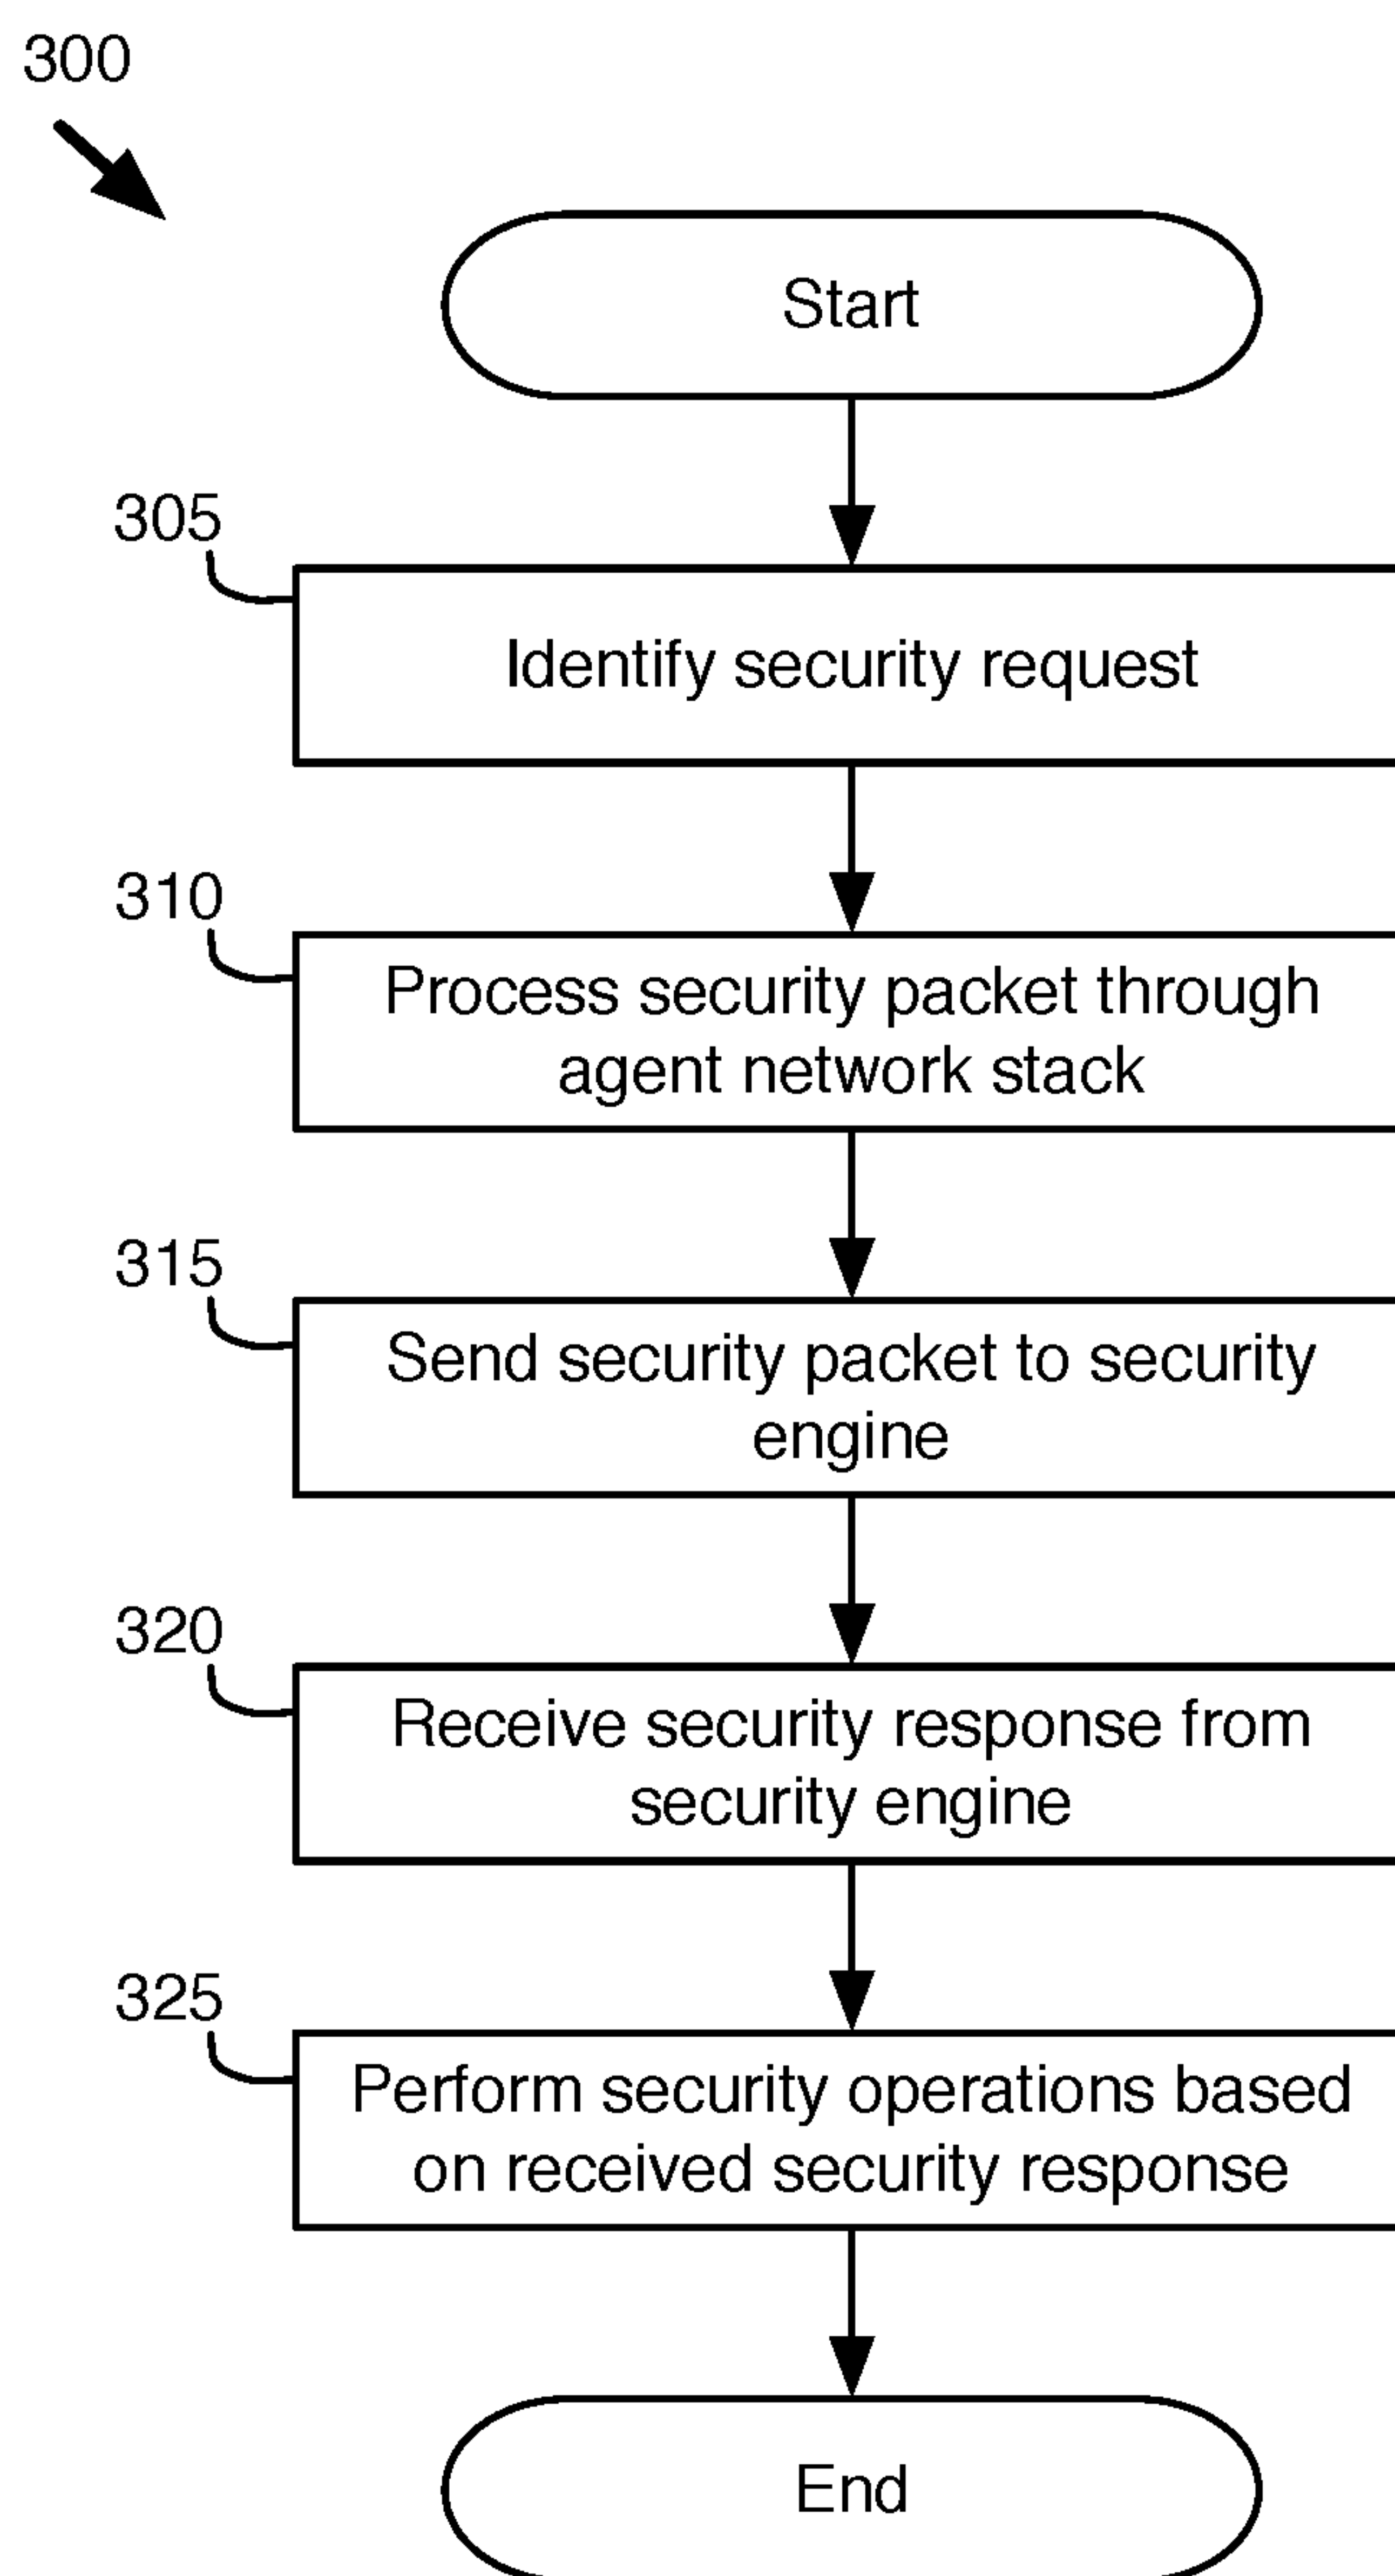 300
Start
305
Identify security request
310
Process security packet through
agent network stack
315
Send security packet to security
engine
320
Receive security response from
security engine
325
Perform security operations based
on received security response
End